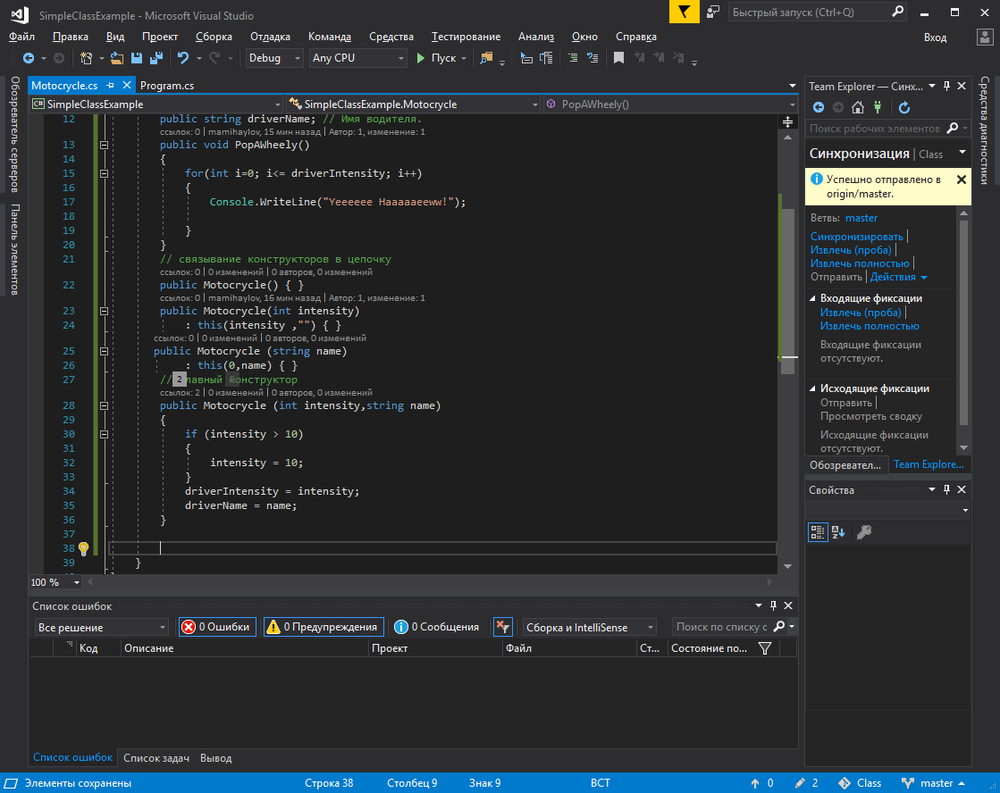 SimpleClassExample - Microsoft Visual Studio
Быстрый запуск (Ctrl+Q)
Файл Правка Вид Проект Сборка Отладка Команда Средства Тестирование Анализ Окно Справка Вход
Debug Any CPU Пуск
Обозреватель серверов
Панель элементов
Motocrycle.cs Program.cs
SimpleClassExample SimpleClassExample.Motocrycle PopAWheely()
12 public string driverName; // Имя водителя.
ссылок: 0 | mamihaylov, 15 мин назад | Автор: 1, изменение: 1
13 public void PopAWheely()
14 {
15 for(int i=0; i<= driverIntensity; i++)
16 {
17 Console.WriteLine("Yeeeeee Haaaaaeeww!");
18
19 }
20 }
21 // связывание конструкторов в цепочку
ссылок: 0 | 0 изменений | 0 авторов, 0 изменений
22 public Motocrycle() { }
ссылок: 0 | mamihaylov, 16 мин назад | Автор: 1, изменение: 1
23 public Motocrycle(int intensity)
24 : this(intensity ,"") { }
ссылок: 0 | 0 изменений | 0 авторов, 0 изменений
25 public Motocrycle (string name)
26 : this(0,name) { }
27 // 2 лавный конструктор
ссылок: 2 | 0 изменений | 0 авторов, 0 изменений
28 public Motocrycle (int intensity,string name)
29 {
30 if (intensity > 10)
31 {
32 intensity = 10;
33 }
34 driverIntensity = intensity;
35 driverName = name;
36 }
37
38
39 }
100 %
Team Explorer — Синх...
Поиск рабочих элементов
Синхронизация | Class
Успешно отправлено в
origin/master.
Ветвь: master
Синхронизировать |
Извлечь (проба) |
Извлечь полностью |
Отправить | Действия
Входящие фиксации
Извлечь (проба) |
Извлечь полностью
Входящие фиксации
отсутствуют.
Исходящие фиксации
Отправить |
Просмотреть сводку
Исходящие фиксации
отсутствуют.
Обозревател... Team Explore...
Свойства
Средства диагностики
Список ошибок
Все решение 0 Ошибки 0 Предупреждения 0 Сообщения Сборка и IntelliSense Поиск по списку о
Код Описание Проект Файл Ст... Состояние по...
Список ошибок Список задач Вывод
Элементы сохранены Строка 38 Столбец 9 Знак 9 ВСТ 0 2 Class master